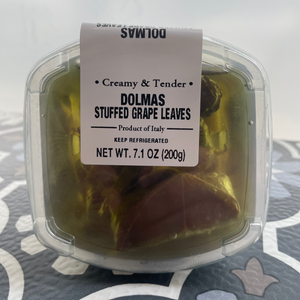 DOLMAS
• Creamy & Tender •
DOLMAS
STUFFED GRAPE LEAVES
Product of Italy
KEEP REFRIGERATED
NET WT. 7.1 OZ (200g)